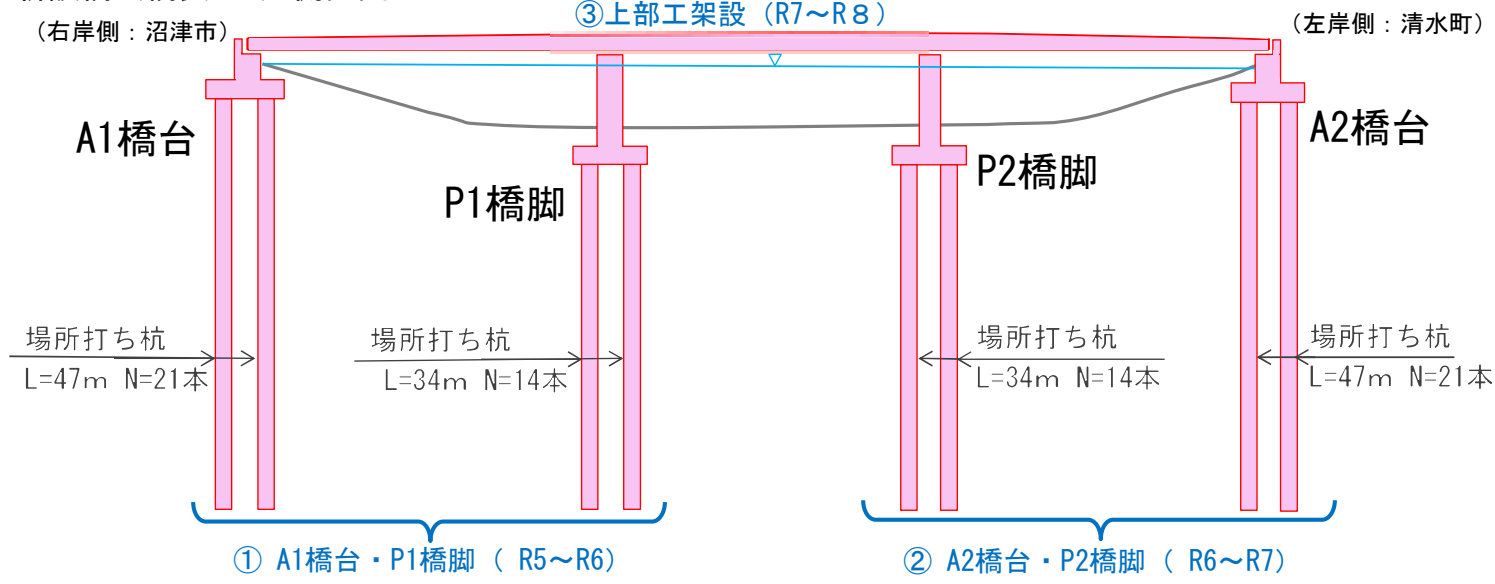 ③上部工架設（R7～R８）
（右岸側：沼津市）
（左岸側：清水町）
A1橋台
P1橋脚
P2橋脚
A2橋台
場所打ち杭
L=47m N=21本
場所打ち杭
L=34m N=14本
場所打ち杭
L=34m N=14本
場所打ち杭
L=47m N=21本
① A1橋台・P1橋脚（ R5～R6）
② A2橋台・P2橋脚（ R6～R7）